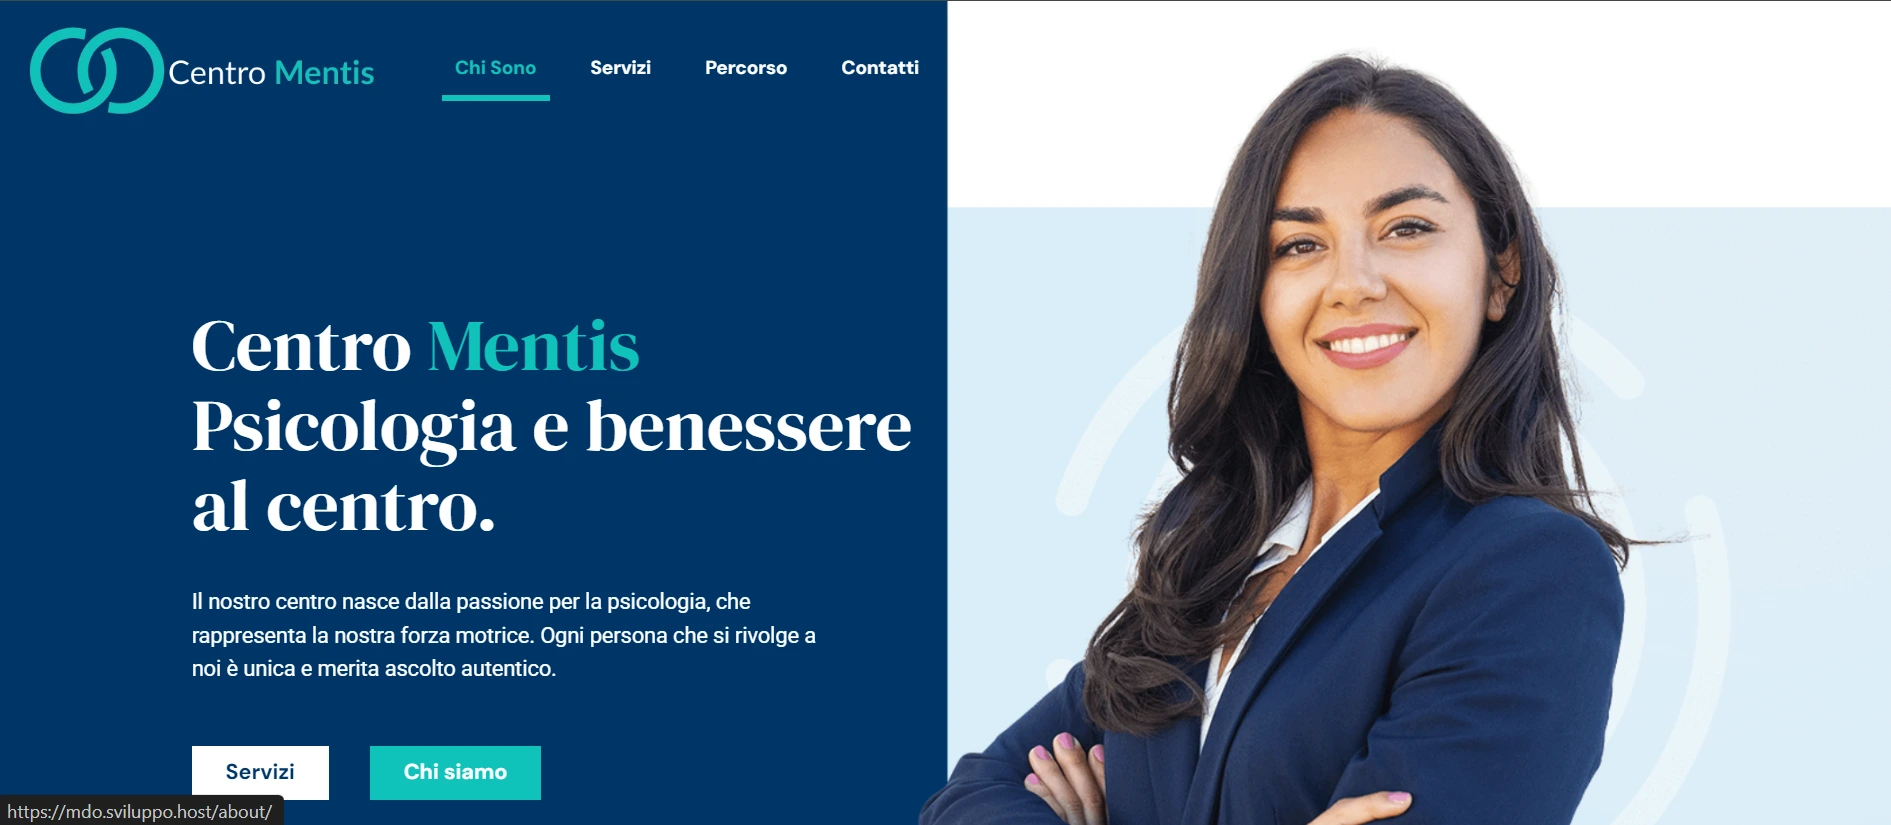 Centro Mentis
Chi Sono
Servizi
Percorso
Contatti
Centro Mentis
Psicologia e benessere
al centro.
Il nostro centro nasce dalla passione per la psicologia, che
rappresenta la nostra forza motrice. Ogni persona che si rivolge a
noi è unica e merita ascolto autentico.
Servizi
Chi siamo
https://mdo.sviluppo.host/about/